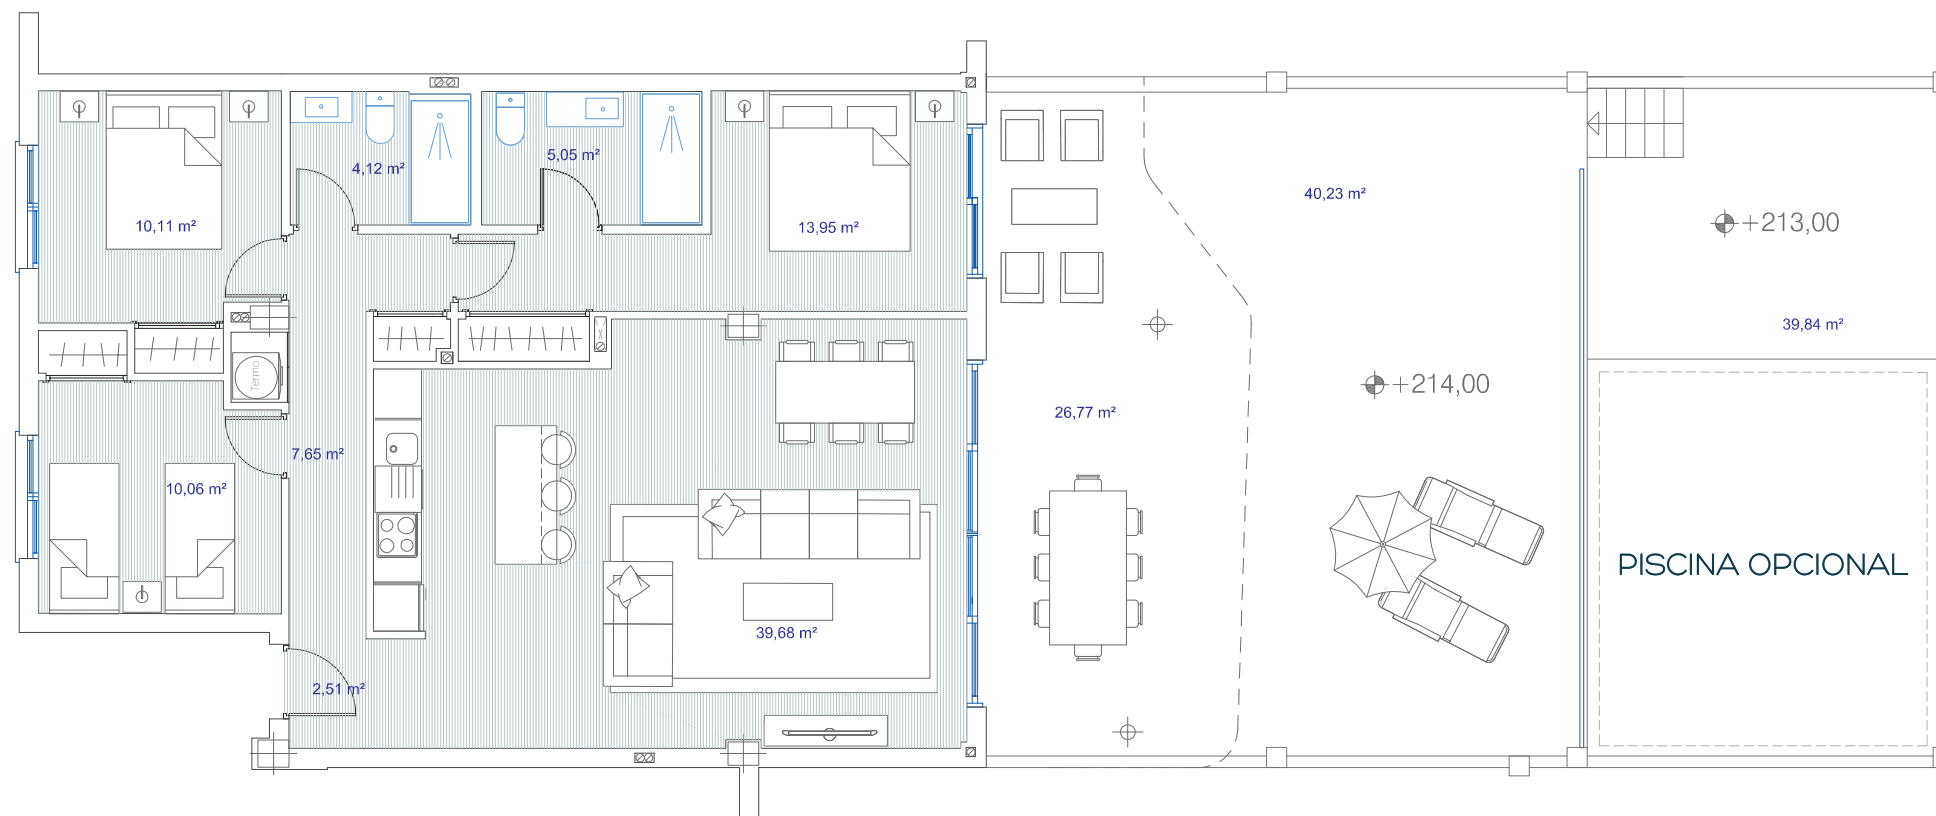 4,12 m²
5,05 m²
10,11 m²
13,95 m²
40,23 m²
+213,00
39,84 m²
Termo
+214,00
26,77 m²
7,65 m²
10,06 m²
PISCINA OPCIONAL
39,68 m²
2,51 m²